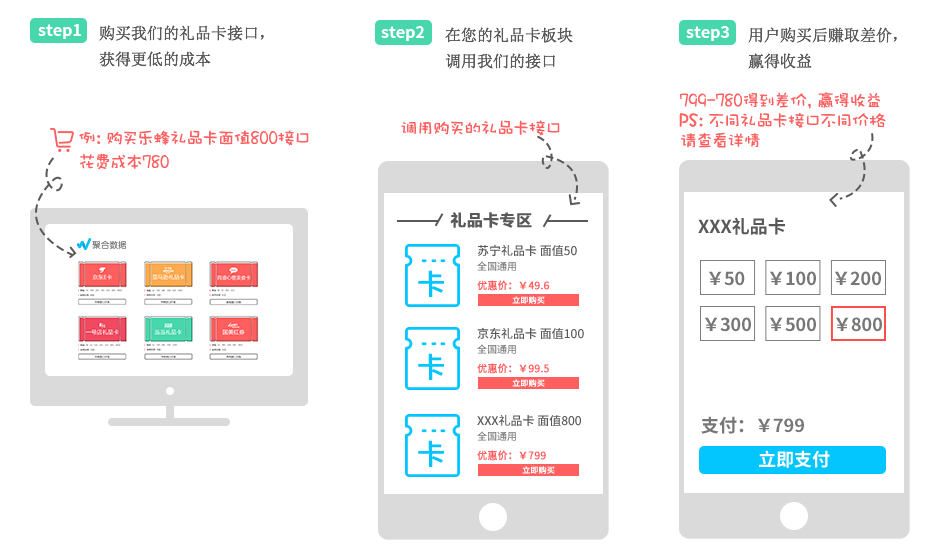 step1
购买我们的礼品卡接口，
获得更低的成本
例：购买乐蜂礼品卡面值800接口
花费成本780
聚合数据
京东E卡
亚马逊礼品卡
一号店礼品卡
国美红券
step2
在您的礼品卡板块
调用我们的接口
调用购买的礼品卡接口
礼品卡专区
卡
苏宁礼品卡 面值50
全国通用
优惠价：￥49.6
立即购买
卡
京东礼品卡 面值100
全国通用
优惠价：￥99.5
立即购买
卡
XXX礼品卡 面值800
全国通用
优惠价：￥799
立即购买
step3
用户购买后赚取差价，
赢得收益
799-780得到差价，赢得收益
PS：不同礼品卡接口不同价格
请查看详情
XXX礼品卡
￥50 ￥100 ￥200
￥300 ￥500 ￥800
支付：￥799
立即支付